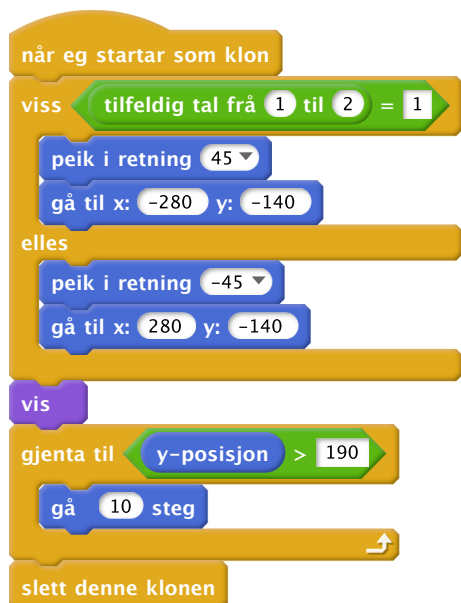 når eg startar som klon
viss tilfeldig tal frå 1 til 2 = 1
peik i retning 45
gå til x: -280 y: -140
elles
peik i retning -45
gå til x: 280 y: -140
vis
gjenta til y-posisjon > 190
gå 10 steg
slett denne klonen